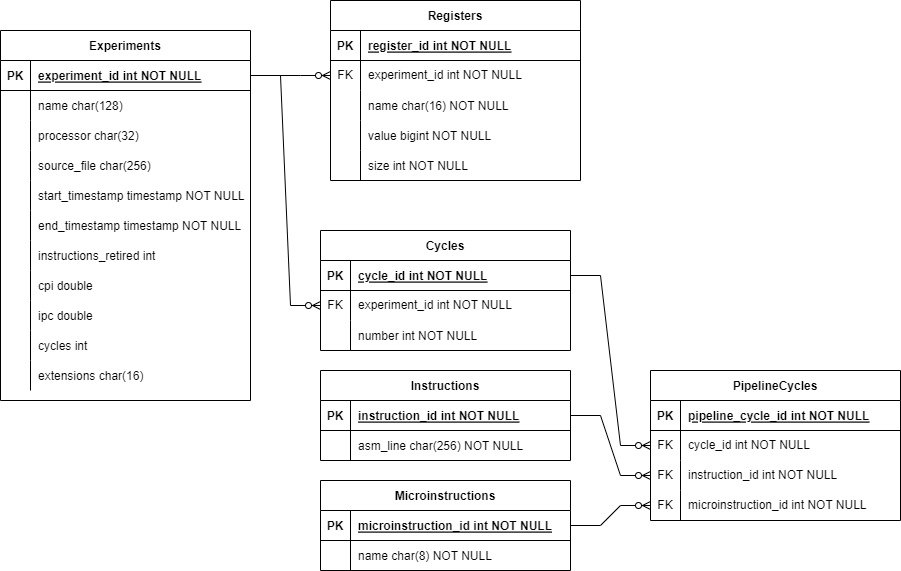 Experiments
PK experiment_id int NOT NULL
name char(128)
processor char(32)
source_file char(256)
start_timestamp timestamp NOT NULL
end_timestamp timestamp NOT NULL
instructions_retired int
cpi double
ipc double
cycles int
extensions char(16)
Registers
PK register_id int NOT NULL
FK experiment_id int NOT NULL
name char(16) NOT NULL
value bigint NOT NULL
size int NOT NULL
Cycles
PK cycle_id int NOT NULL
FK experiment_id int NOT NULL
number int NOT NULL
Instructions
PK instruction_id int NOT NULL
asm_line char(256) NOT NULL
Microinstructions
PK microinstruction_id int NOT NULL
name char(8) NOT NULL
PipelineCycles
PK pipeline_cycle_id int NOT NULL
FK cycle_id int NOT NULL
FK instruction_id int NOT NULL
FK microinstruction_id int NOT NULL